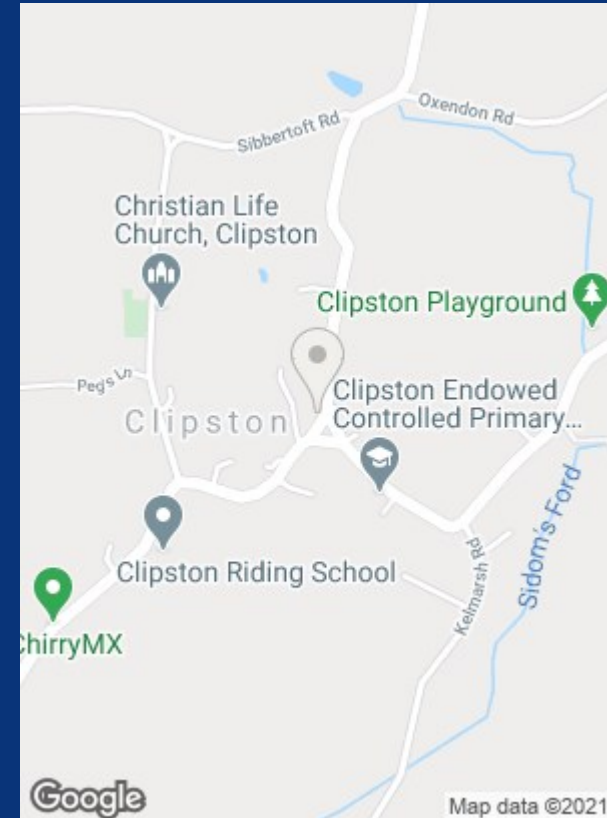 Oxendon Rd
Sibbertoft Rd
Christian Life
Church, Clipston
Clipston Playground
Peg's Ln
Clipston Endowed
Controlled Primary...
Clipston
Clipston Riding School
Kelmarsh Rd
Sidom's Ford
ChirryMX
Google
Map data ©2021